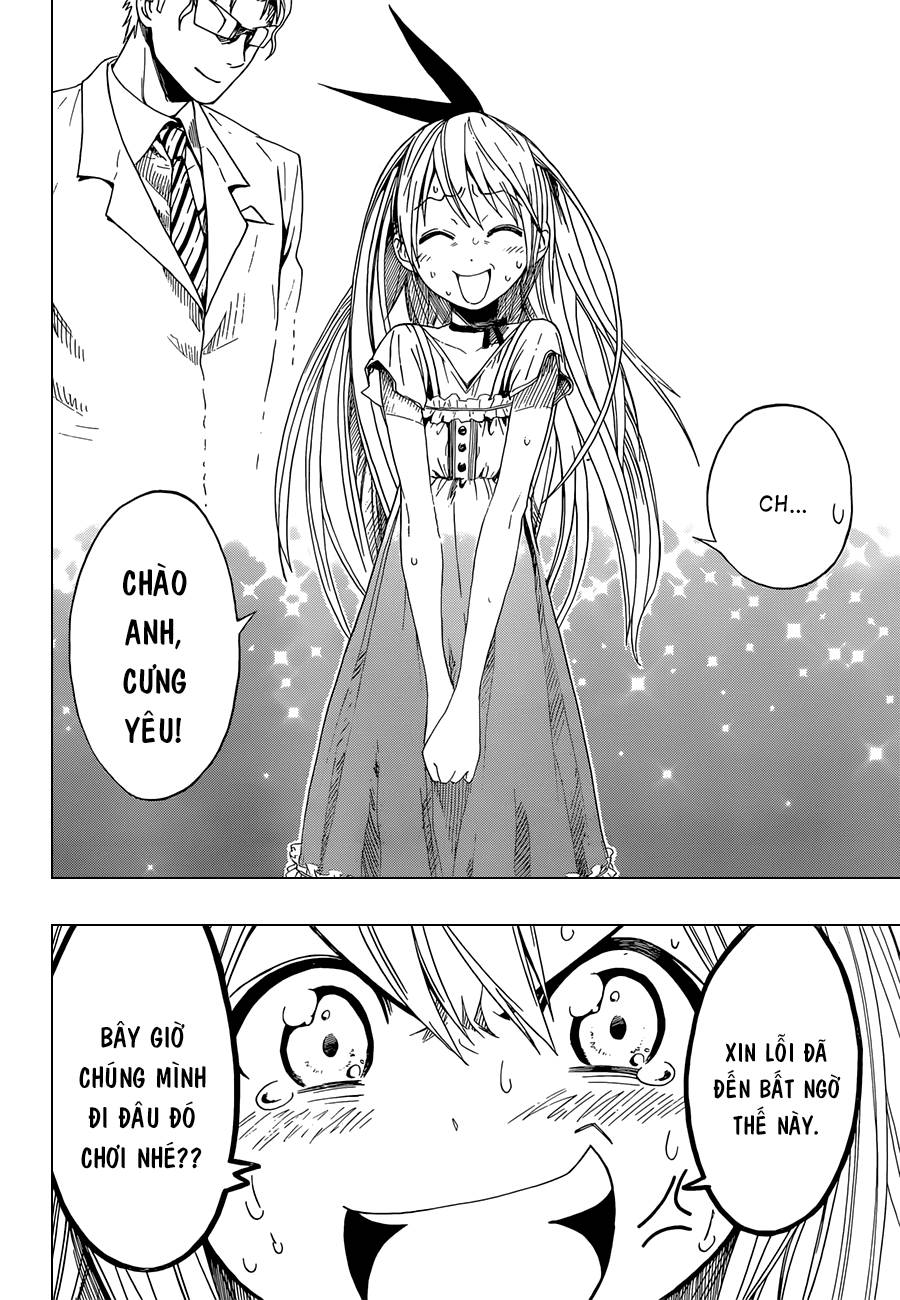 CH...
CHÀO
ANH,
CƯNG
YÊU!
XIN LỖI ĐÃ
ĐẾN BẤT NGỜ
THẾ NÀY.
BÂY GIỜ
CHÚNG MÌNH
ĐI ĐÂU ĐÓ
CHƠI NHÉ??